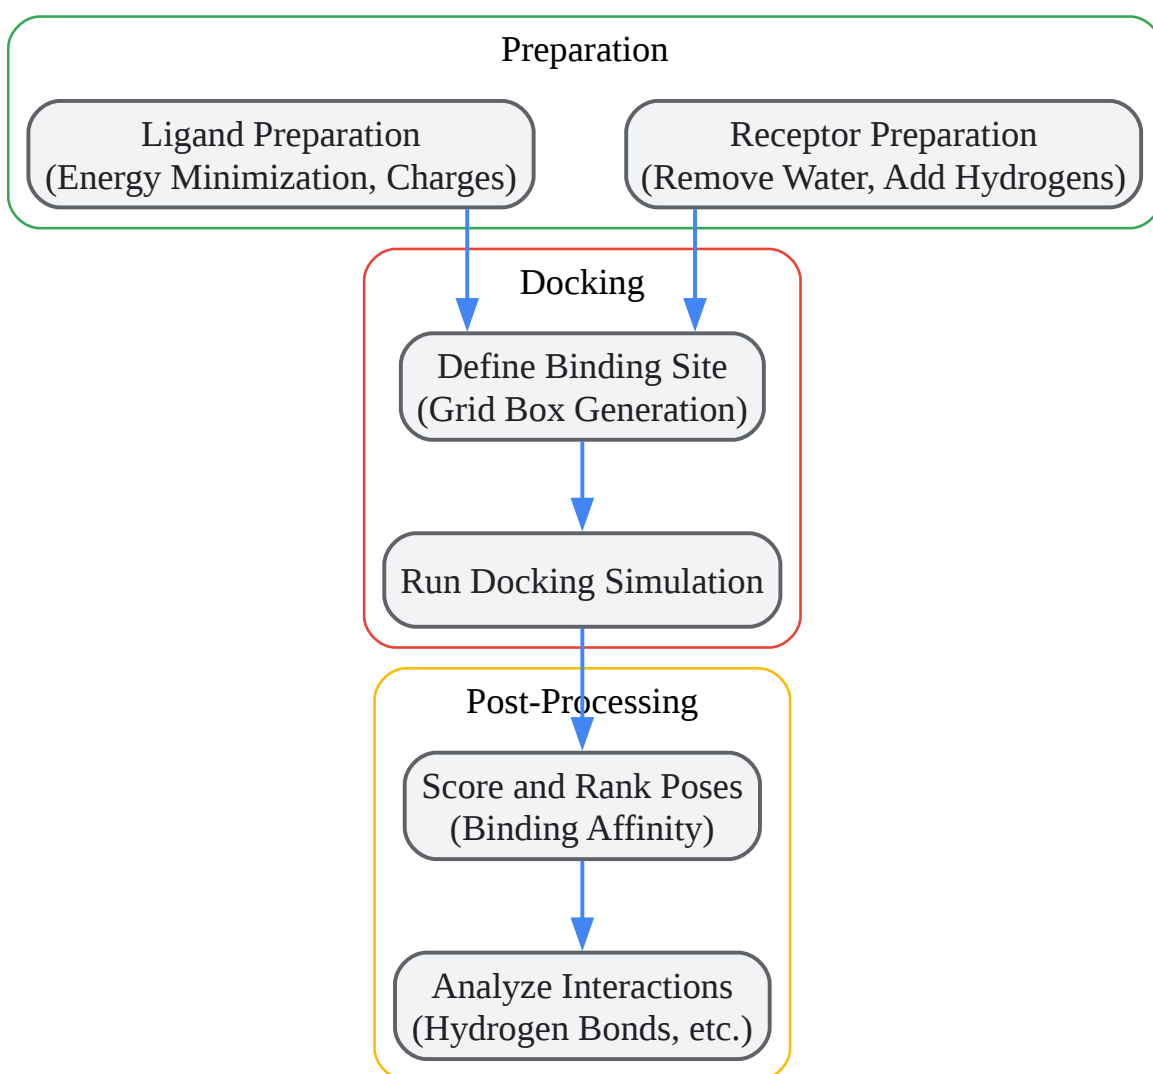 Preparation
Ligand Preparation
(Energy Minimization, Charges)
Receptor Preparation
(Remove Water, Add Hydrogens)
Docking
Define Binding Site
(Grid Box Generation)
Run Docking Simulation
Post-Processing
Score and Rank Poses
(Binding Affinity)
Analyze Interactions
(Hydrogen Bonds, etc.)